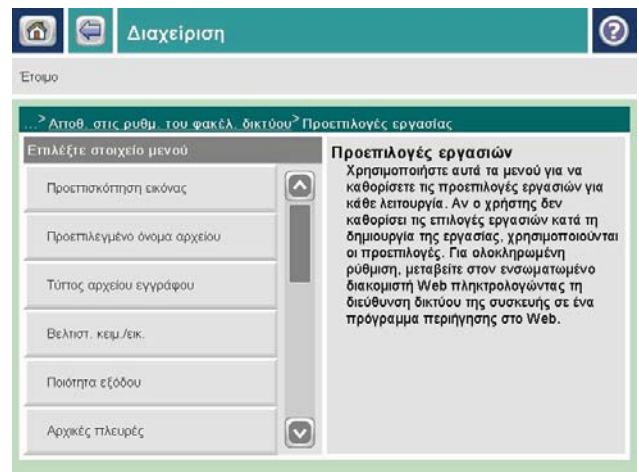 Διαχείριση
Έτοιμο
...> Αποθ. στις ρυθμ. του φακέλ. δικτύου> Προεπιλογές εργασίας
Επιλέξτε στοιχείο μενού
Προεπισκόπηση εικόνας
Προεπιλεγμένο όνομα αρχείου
Τύπος αρχείου εγγράφου
Βελτιστ. κειμ./εικ.
Ποιότητα εξόδου
Αρχικές πλευρές
Προεπιλογές εργασιών
Χρησιμοποιήστε αυτά τα μενού για να
καθορίσετε τις προεπιλογές εργασιών για
κάθε λειτουργία. Αν ο χρήστης δεν
καθορίσει τις επιλογές εργασιών κατά τη
δημιουργία της εργασίας, χρησιμοποιούνται
οι προεπιλογές. Για ολοκληρωμένη
ρύθμιση, μεταβείτε στον ενσωματωμένο
διακομιστή Web πληκτρολογώντας τη
διεύθυνση δικτύου της συσκευής σε ένα
πρόγραμμα περιήγησης στο Web.